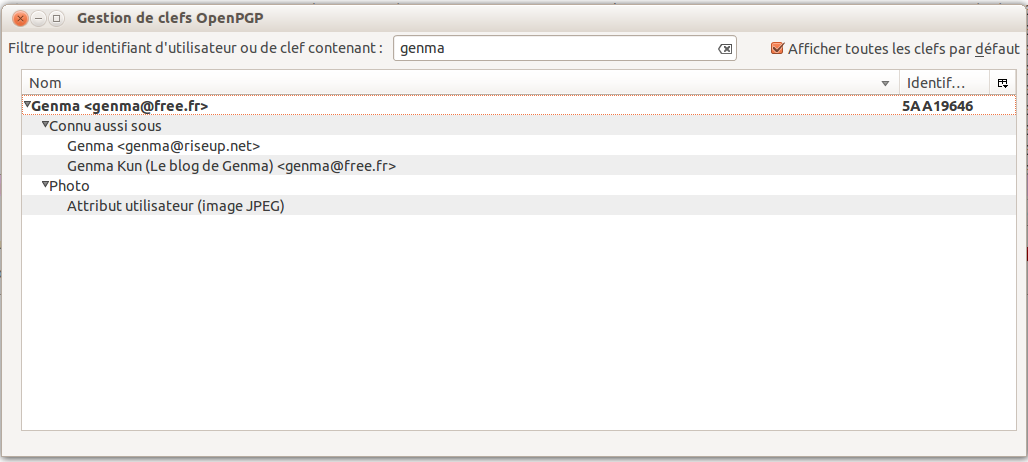 Gestion de clefs OpenPGP
Filtre pour identifiant d'utilisateur ou de clef contenant : genma Afficher toutes les clefs par défaut
Nom Identif...
Genma <genma@free.fr> 5AA19646
Connu aussi sous
Genma <genma@riseup.net>
Genma Kun (Le blog de Genma) <genma@free.fr>
Photo
Attribut utilisateur (image JPEG)